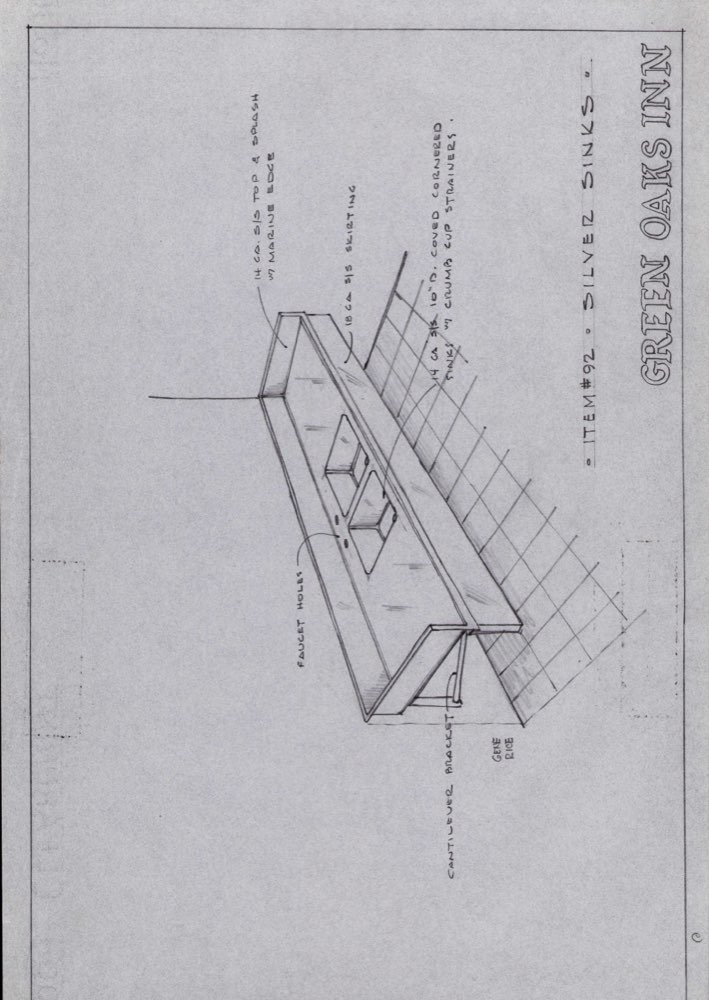 GREEN OAKS INN
• ITEM #92 • SILVER SINKS •
14 GA. S/S TOP & SPLASH
W/ MARINE EDGE
18 GA S/S SKIRTING
14 GA S/S 10" D. COVED CORNERED
SINKS W/ CRUMB CUP STRAINERS.
FAUCET HOLES
CANTILEVER BRACKET
GENE
RICE